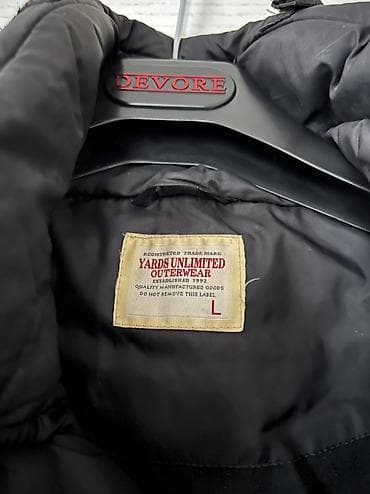 DEVORE
REGISTERED TRADE MARK
YARDS UNLIMITED
OUTERWEAR
ESTABLISHED 1992
QUALITY MANUFACTURED GOODS
DO NOT REMOVE THIS LABEL
L